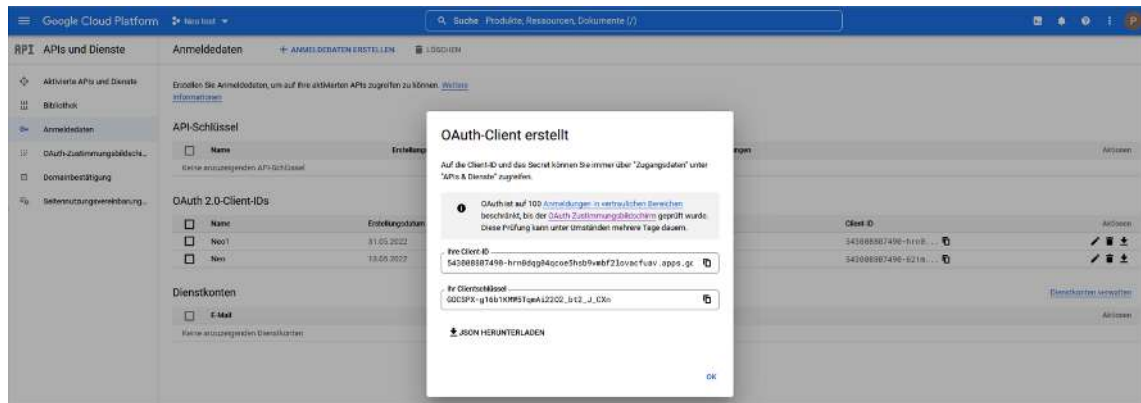 Google Cloud Platform
Suche Produkte, Ressourcen, Dokumente (/)
P
API APIs und Dienste
Anmeldedaten
+ ANMELDEDATEN ERSTELLEN
LÖSCHEN
Aktivierte APIs und Dienste
Bibliothek
Anmeldedaten
OAuth-Zustimmungsbildschi...
Domainbestätigung
Seitennutzungsvereinbarung...
Erstellen Sie Anmeldedaten, um auf Ihre aktivierten APIs zugreifen zu können. Weitere
Informationen
API-Schlüssel
Name
Aktionen
Keine anzuzeigenden API-Schlüssel
OAuth 2.0-Client-IDs
Name Erstellungsdatum Client-ID Aktionen
Neo1 31.05.2022
Neo 13.05.2022
Dienstkonten
Dienstkonten verwalten
E-Mail Aktionen
Keine anzuzeigenden Dienstkonten
OAuth-Client erstellt
Auf die Client-ID und das Secret können Sie immer über "Zugangsdaten" unter
"APIs & Dienste" zugreifen.
OAuth ist auf 100 Anmeldungen in vertraulichen Bereichen
beschränkt, bis der OAuth-Zustimmungsbildschirm geprüft wurde.
Diese Prüfung kann unter Umständen mehrere Tage dauern.
Ihre Client-ID
Ihr Clientschlüssel
JSON HERUNTERLADEN
OK